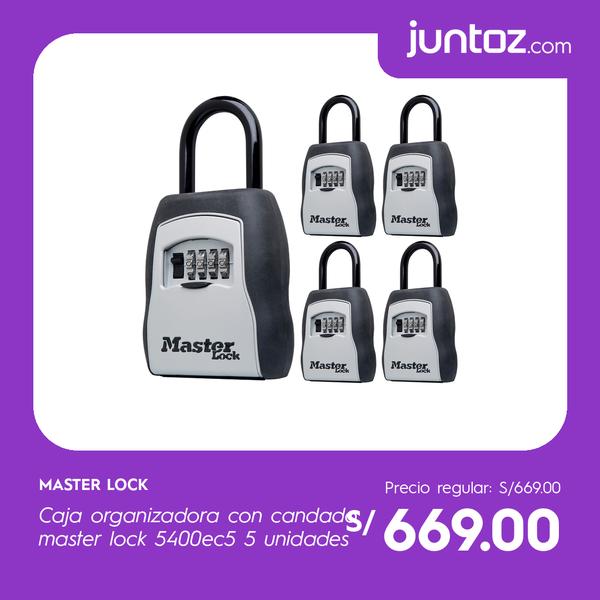 juntoz.com
Master
Lock
Master
Lock
Master
Lock
Master
Lock
Master
Lock
MASTER LOCK
Precio regular: S/669.00
Caja organizadora con candado
master lock 5400ec5 5 unidades
S/ 669.00